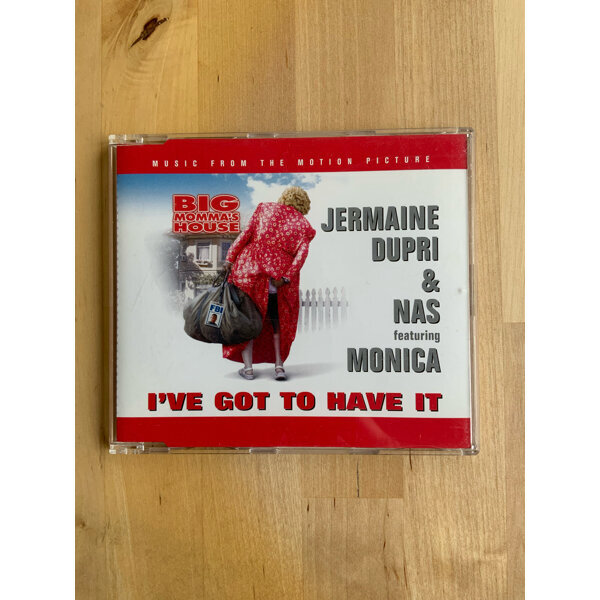 MUSIC FROM THE MOTION PICTURE
BIG
MOMMA'S
HOUSE
JERMAINE
DUPRI
&
NAS
featuring
MONICA
FBI
I'VE GOT TO HAVE IT